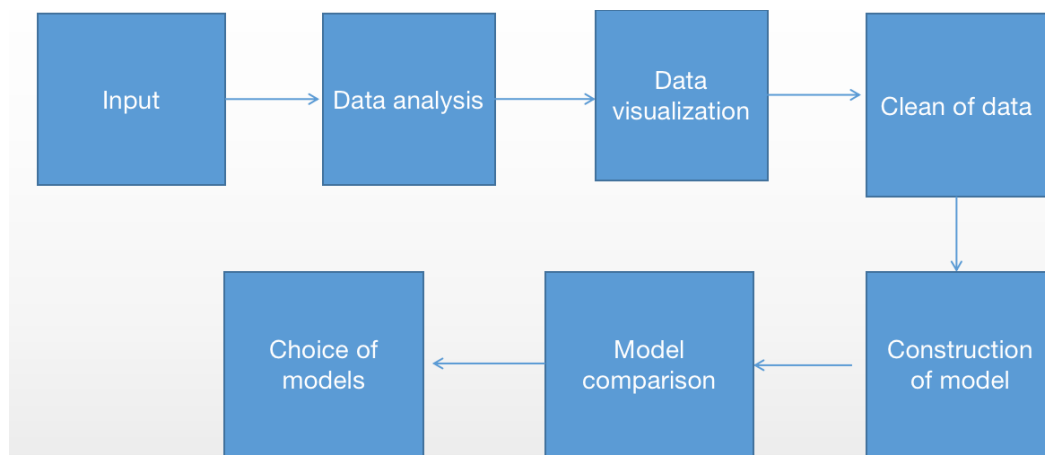 Input
Data analysis
Data
visualization
Clean of data
Choice of
models
Model
comparison
Construction
of model